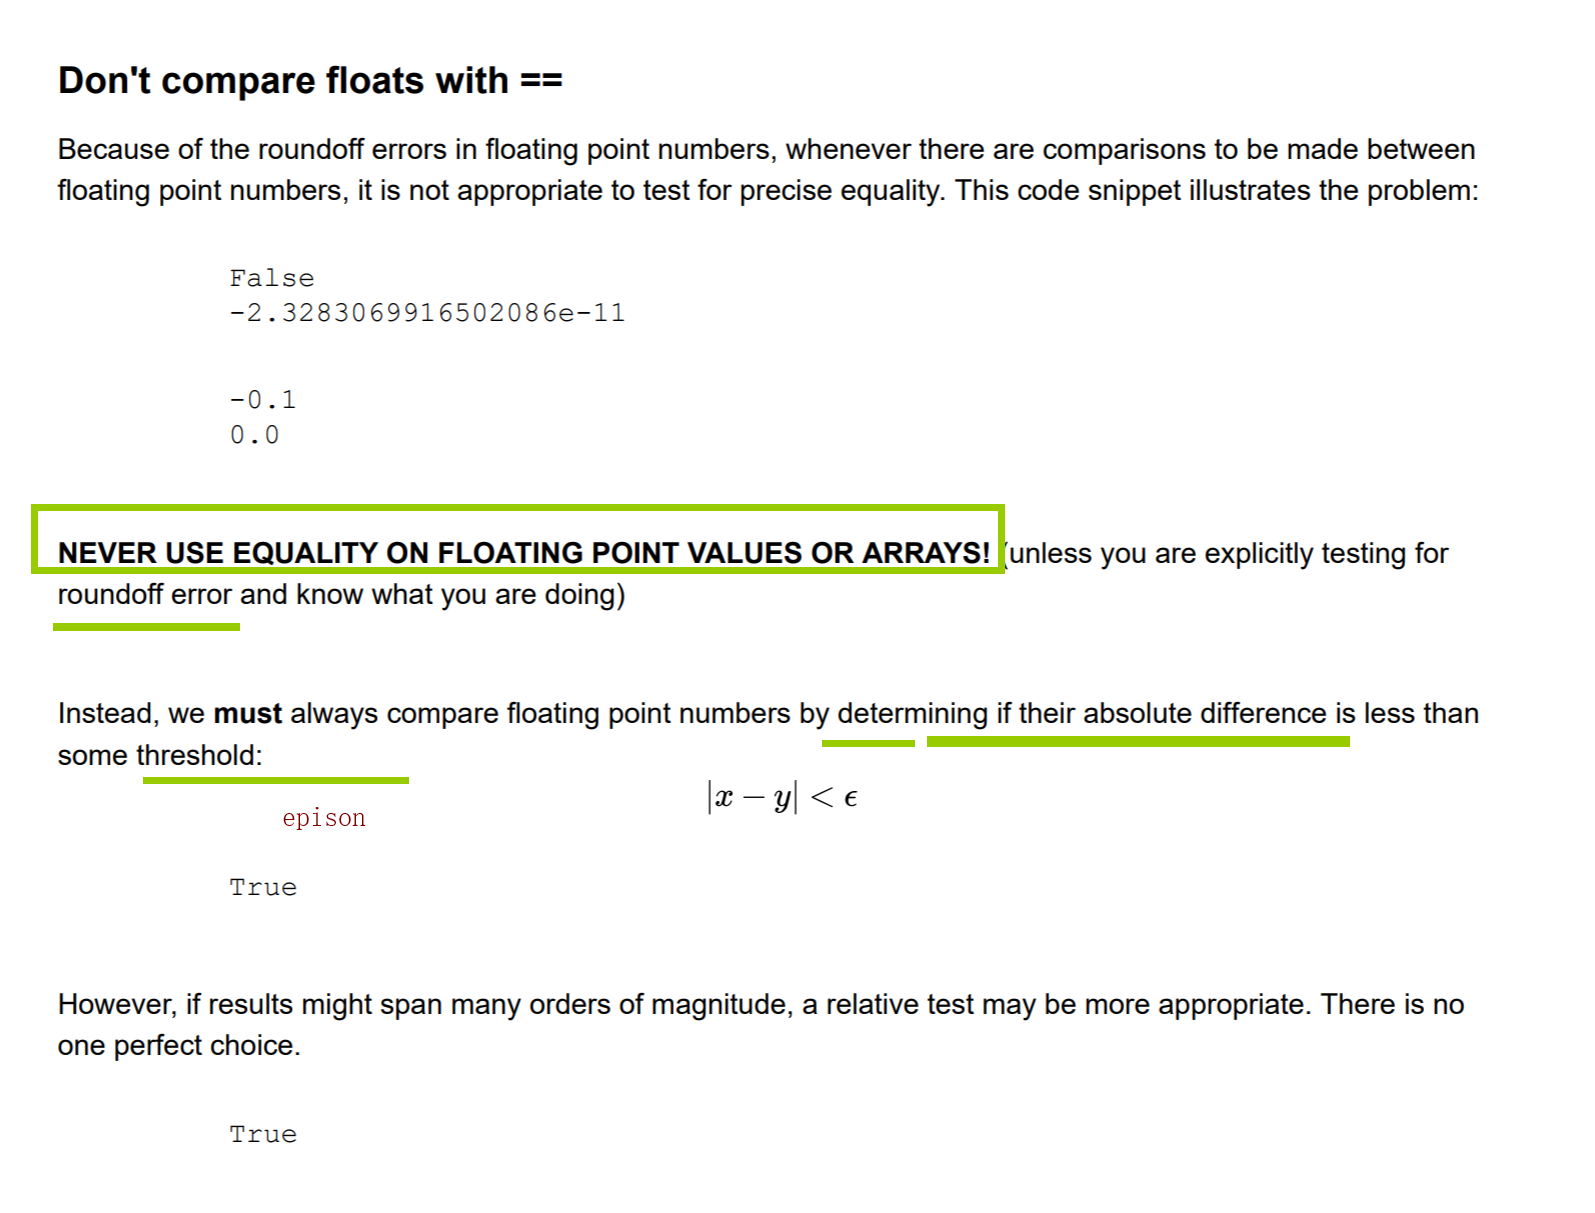 Don't compare floats with ==
Because of the roundoff errors in floating point numbers, whenever there are comparisons to be made between
floating point numbers, it is not appropriate to test for precise equality. This code snippet illustrates the problem:
False
-2.3283069916502086e-11
-0.1
0.0
NEVER USE EQUALITY ON FLOATING POINT VALUES OR ARRAYS! (unless you are explicitly testing for
roundoff error and know what you are doing)
Instead, we must always compare floating point numbers by determining if their absolute difference is less than
some threshold:
|x − y| < ϵ
epison
True
However, if results might span many orders of magnitude, a relative test may be more appropriate. There is no
one perfect choice.
True